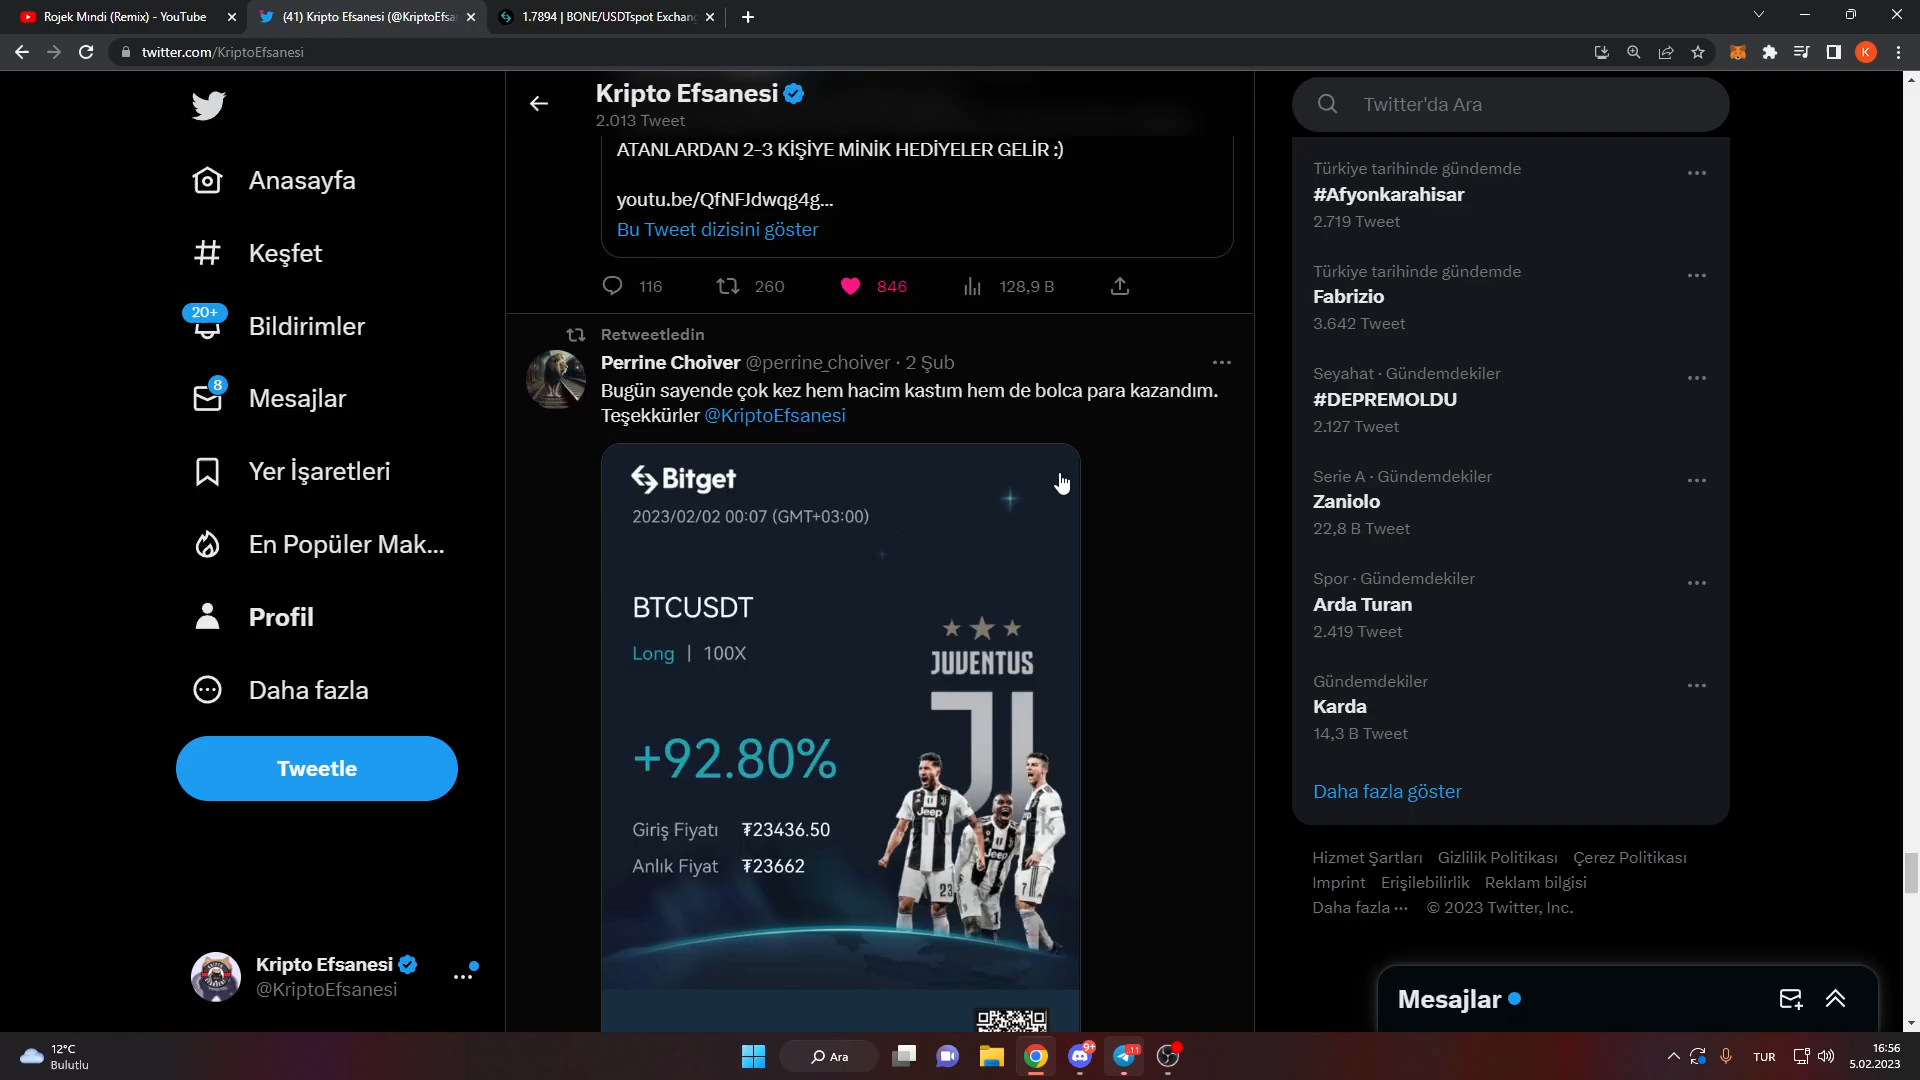 Rojek Mındi (Remix) - YouTube
(41) Kripto Efsanesi (@KriptoEfsa
1.7894 | BONE/USDTspot Exchan
twitter.com/KriptoEfsanesi
K
Anasayfa
Keşfet
20+
Bildirimler
8
Mesajlar
Yer İşaretleri
En Popüler Mak...
Profil
Daha fazla
Tweetle
Kripto Efsanesi
@KriptoEfsanesi
Kripto Efsanesi
2.013 Tweet
ATANLARDAN 2-3 KİŞİYE MİNİK HEDİYELER GELİR :)
youtu.be/QfNFJdwqg4g...
Bu Tweet dizisini göster
116 260 846 128,9 B
Retweetledin
Perrine Choiver @perrine_choiver · 2 Şub
Bugün sayende çok kez hem hacim kastım hem de bolca para kazandım.
Teşekkürler @KriptoEfsanesi
Bitget
2023/02/02 00:07 (GMT+03:00)
BTCUSDT
Long | 100X
JUVENTUS
+92.80%
Giriş Fiyatı ₮23436.50
Anlık Fiyat ₮23662
Jeep
Jeep
23
7
Twitter'da Ara
Türkiye tarihinde gündemde
#Afyonkarahisar
2.719 Tweet
Türkiye tarihinde gündemde
Fabrizio
3.642 Tweet
Seyahat · Gündemdekiler
#DEPREMOLDU
2.127 Tweet
Serie A · Gündemdekiler
Zaniolo
22,8 B Tweet
Spor · Gündemdekiler
Arda Turan
2.419 Tweet
Gündemdekiler
Karda
14,3 B Tweet
Daha fazla göster
Hizmet Şartları Gizlilik Politikası Çerez Politikası
Imprint Erişilebilirlik Reklam bilgisi
Daha fazla ··· © 2023 Twitter, Inc.
Mesajlar
12°C
Bulutlu
Ara
9+
11
TUR
16:56
5.02.2023